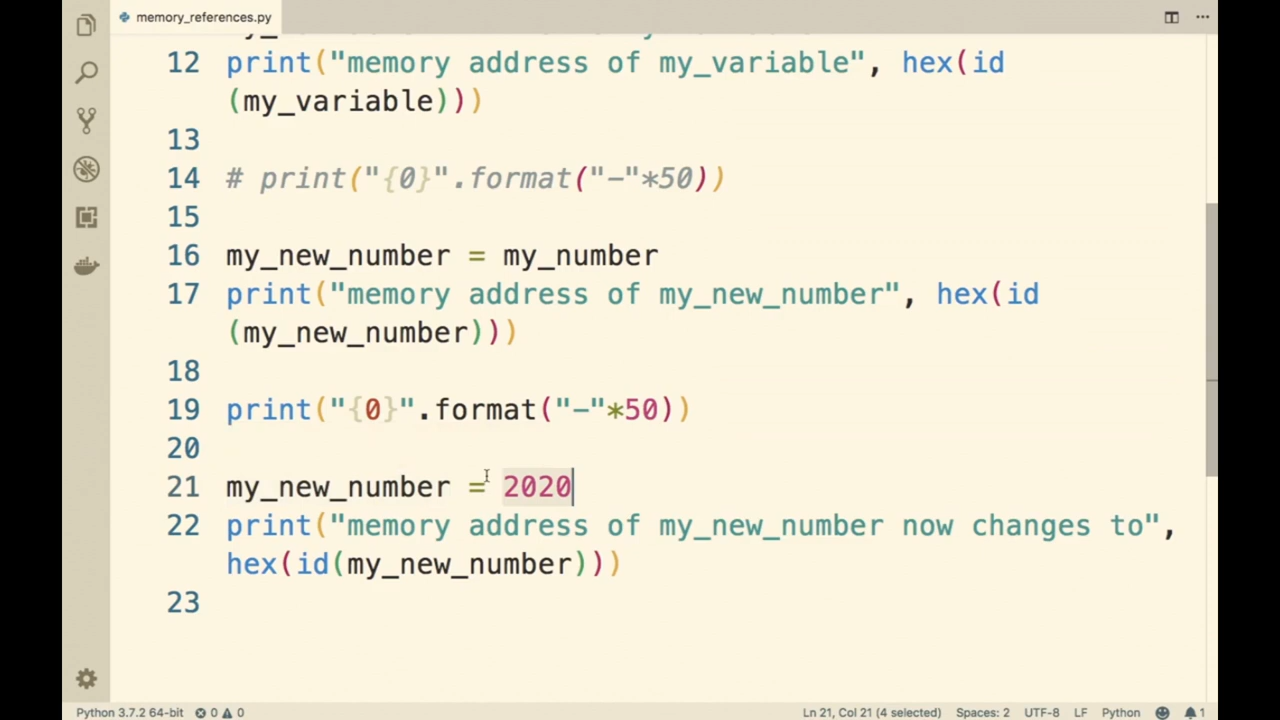 memory_references.py
12 print("memory address of my_variable", hex(id
(my_variable)))
13
14 # print("{0}".format("-"*50))
15
16 my_new_number = my_number
17 print("memory address of my_new_number", hex(id
(my_new_number)))
18
19 print("{0}".format("-"*50))
20
21 my_new_number = 2020
22 print("memory address of my_new_number now changes to",
hex(id(my_new_number)))
23
Python 3.7.2 64-bit 0 0 Ln 21, Col 21 (4 selected) Spaces: 2 UTF-8 LF Python 1